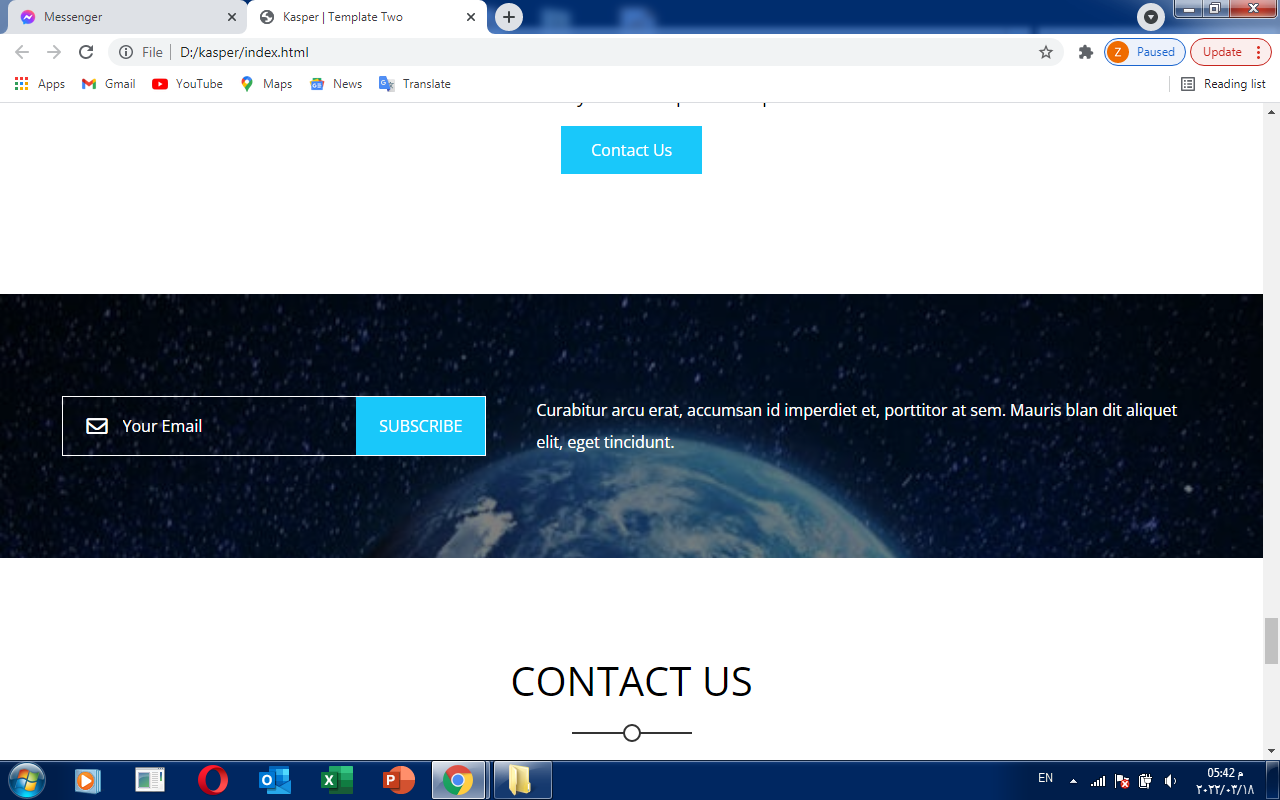 Messenger
Kasper | Template Two
File
D:/kasper/index.html
Z
Paused
Update
Apps
Gmail
YouTube
Maps
News
Translate
Reading list
Contact Us
Your Email
SUBSCRIBE
Curabitur arcu erat, accumsan id imperdiet et, porttitor at sem. Mauris blan dit aliquet
elit, eget tincidunt.
CONTACT US
EN
05:42 م
٢٠٢٢/٠٣/١٨